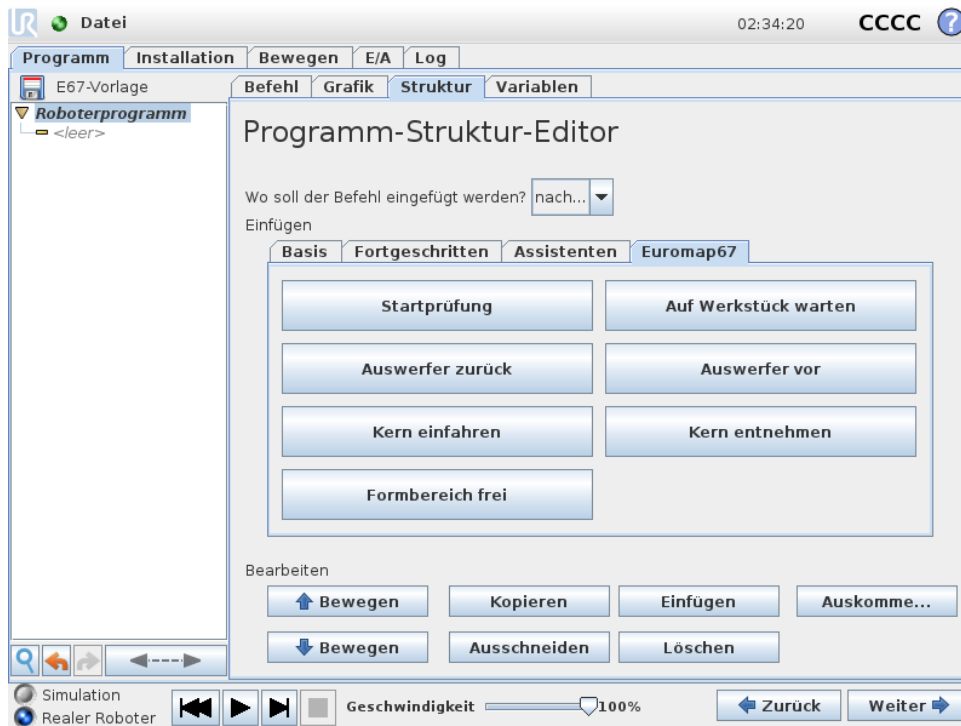 UR Datei 02:34:20 CCCC ?
Programm Installation Bewegen E/A Log
E67-Vorlage
Befehl Grafik Struktur Variablen
Roboterprogramm
<leer>
Programm-Struktur-Editor
Wo soll der Befehl eingefügt werden? nach...
Einfügen
Basis Fortgeschritten Assistenten Euromap67
Startprüfung Auf Werkstück warten
Auswerfer zurück Auswerfer vor
Kern einfahren Kern entnehmen
Formbereich frei
Bearbeiten
Bewegen Kopieren Einfügen Auskomme...
Bewegen Ausschneiden Löschen
Simulation
Realer Roboter
Geschwindigkeit 100% Zurück Weiter